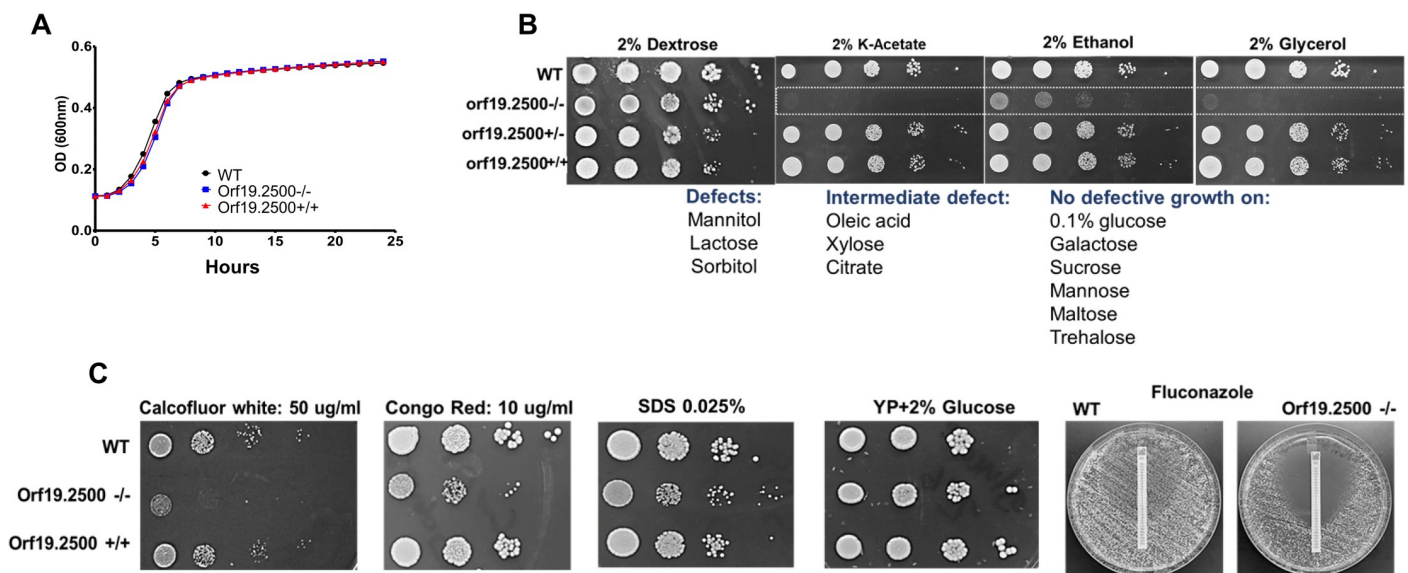 A
0.6
0.4
0.2
0.0
OD (600nm)
0 5 10 15 20 25
Hours
WT
Orf19.2500-/-
Orf19.2500+/+
B
2% Dextrose 2% K-Acetate 2% Ethanol 2% Glycerol
WT
orf19.2500-/-
orf19.2500+/-
orf19.2500+/+
Defects:
Mannitol
Lactose
Sorbitol
Intermediate defect:
Oleic acid
Xylose
Citrate
No defective growth on:
0.1% glucose
Galactose
Sucrose
Mannose
Maltose
Trehalose
C
Calcofluor white: 50 ug/ml Congo Red: 10 ug/ml SDS 0.025% YP+2% Glucose
WT
Orf19.2500 -/-
Orf19.2500 +/+
Fluconazole
WT Orf19.2500 -/-